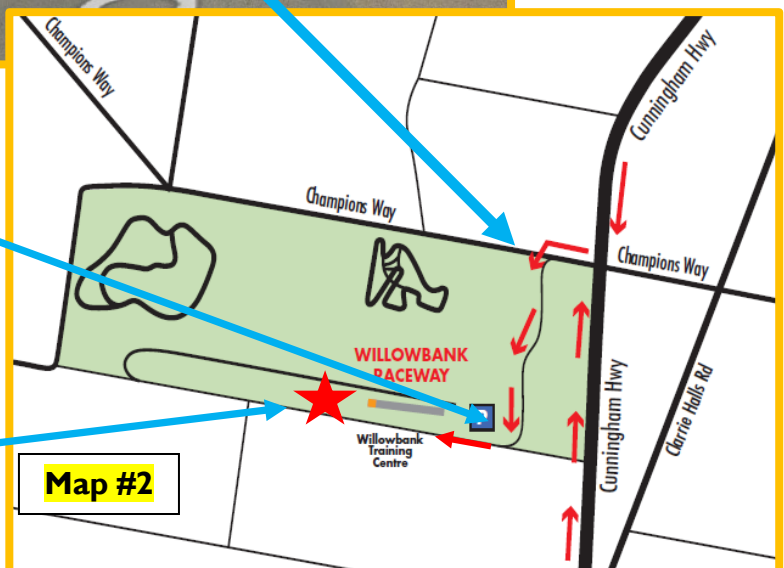 Champions Way
Cunningham Hwy
Champions Way
Champions Way
WILLOWBANK
RACEWAY
Willowbank
Training
Centre
Cunningham Hwy
Clarrie Halls Rd
Map #2